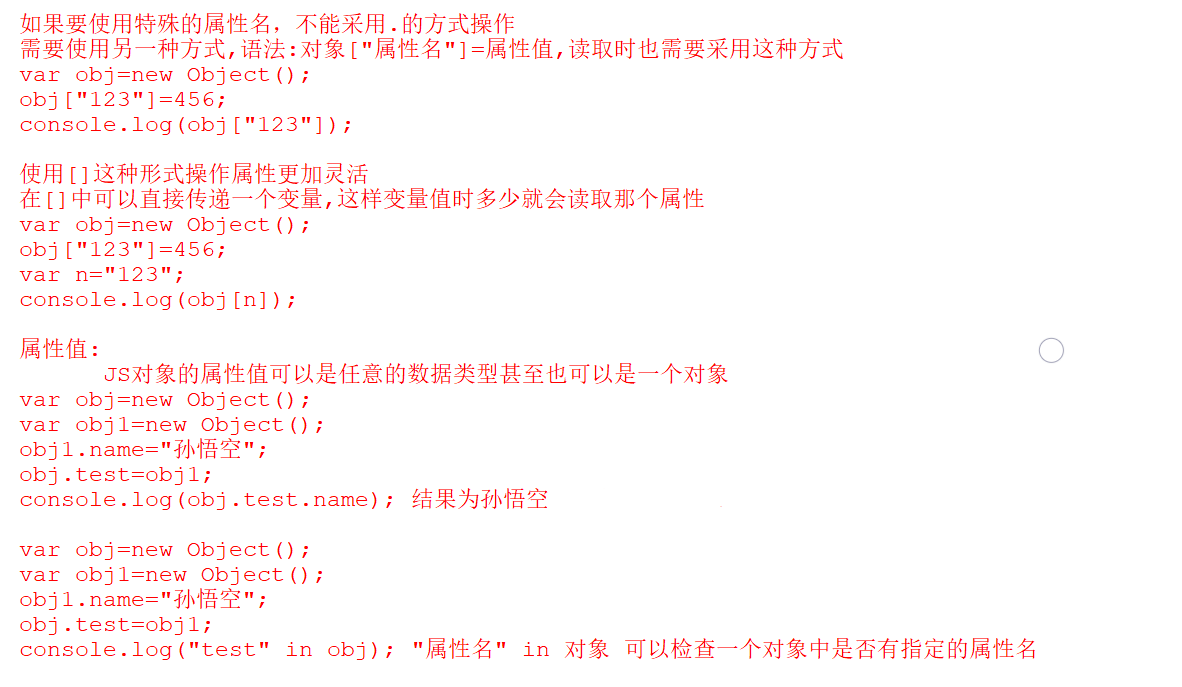 如果要使用特殊的属性名，不能采用.的方式操作
需要使用另一种方式,语法:对象["属性名"]=属性值,读取时也需要采用这种方式
var obj=new Object();
obj["123"]=456;
console.log(obj["123"]);
使用[]这种形式操作属性更加灵活
在[]中可以直接传递一个变量,这样变量值时多少就会读取那个属性
var obj=new Object();
obj["123"]=456;
var n="123";
console.log(obj[n]);
属性值:
JS对象的属性值可以是任意的数据类型甚至也可以是一个对象
var obj=new Object();
var obj1=new Object();
obj1.name="孙悟空";
obj.test=obj1;
console.log(obj.test.name); 结果为孙悟空
var obj=new Object();
var obj1=new Object();
obj1.name="孙悟空";
obj.test=obj1;
console.log("test" in obj); "属性名" in 对象 可以检查一个对象中是否有指定的属性名